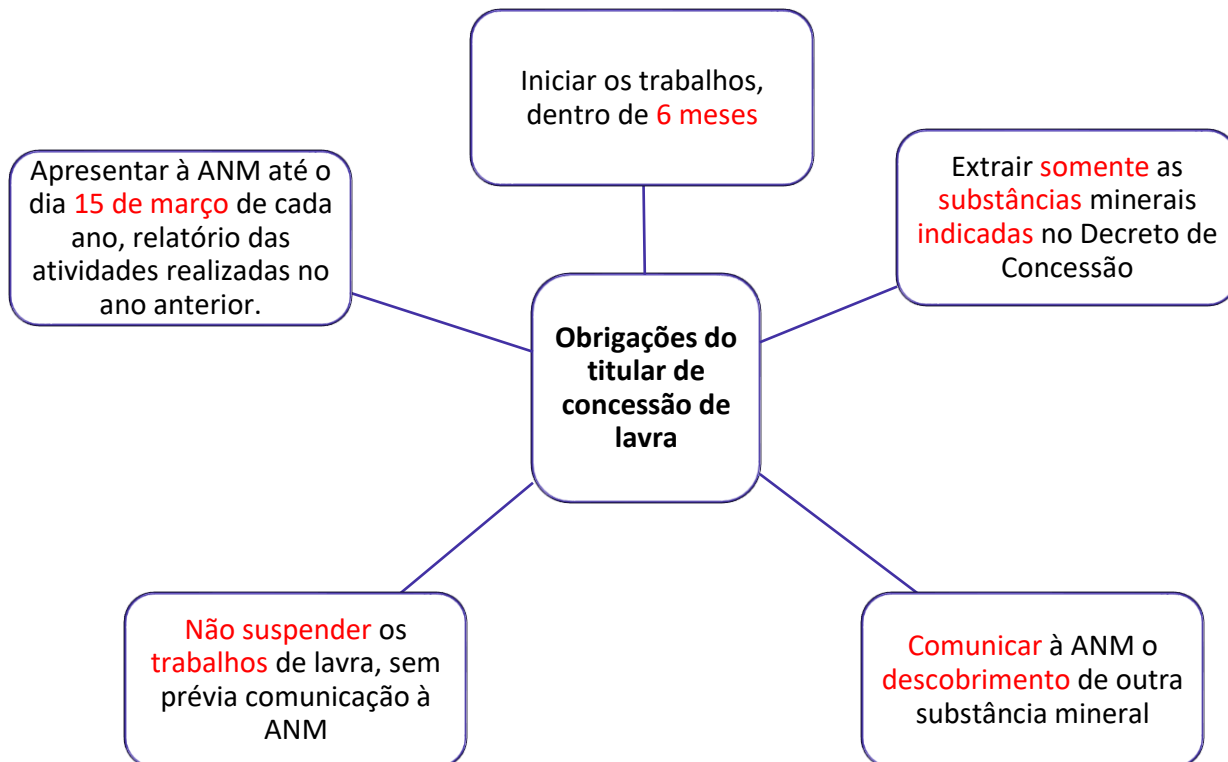 Iniciar os trabalhos,
dentro de 6 meses
Apresentar à ANM até o
dia 15 de março de cada
ano, relatório das
atividades realizadas no
ano anterior.
Extrair somente as
substâncias minerais
indicadas no Decreto de
Concessão
Obrigações do
titular de
concessão de
lavra
Não suspender os
trabalhos de lavra, sem
prévia comunicação à
ANM
Comunicar à ANM o
descobrimento de outra
substância mineral